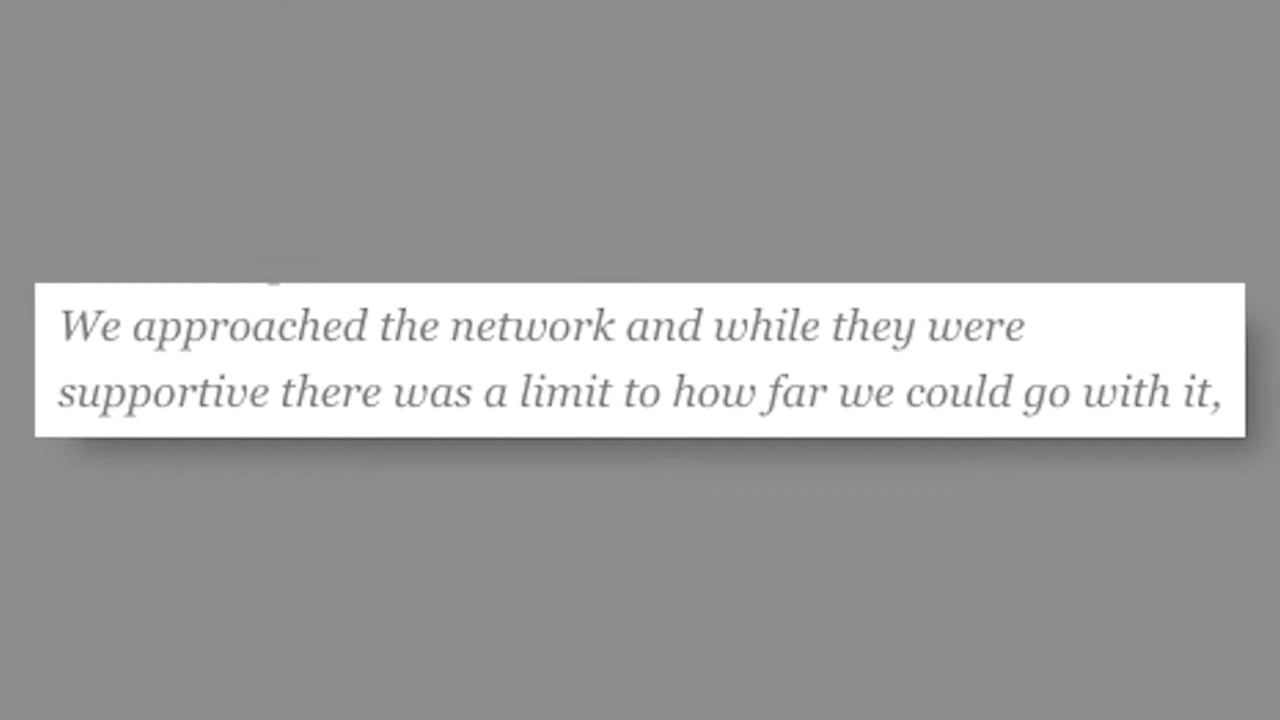 We approached the network and while they were
supportive there was a limit to how far we could go with it,